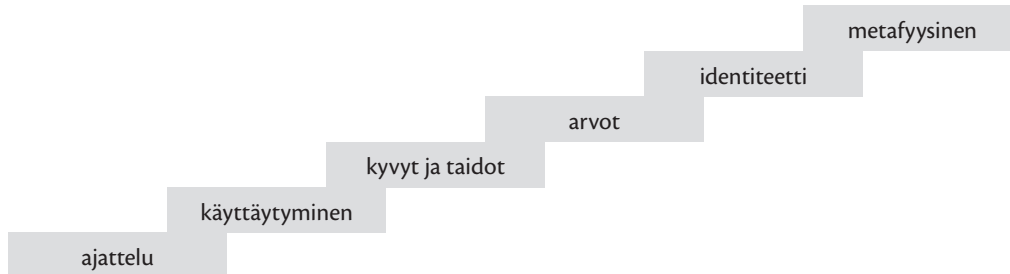 metafyysinen
identiteetti
arvot
kyvyt ja taidot
käyttäytyminen
ajattelu